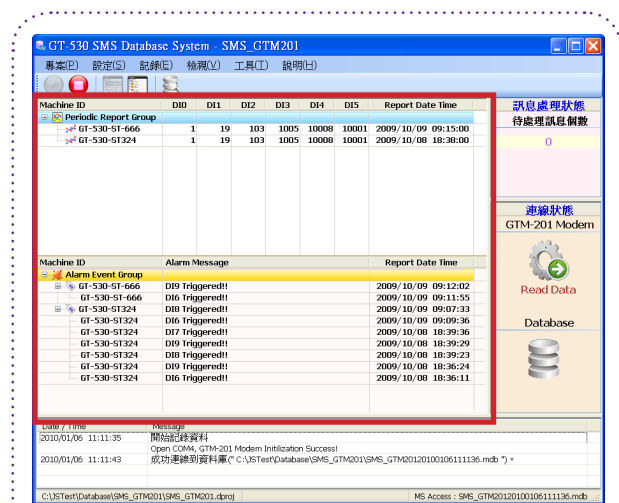 GT-530 SMS Database System - SMS_GTM201
專案(P) 設定(S) 記錄(E) 檢視(V) 工具(T) 說明(H)
Machine ID DI0 DI1 DI2 DI3 DI4 DI5 Report Date Time
Periodic Report Group
GT-530-ST-666 1 19 103 1005 10008 10001 2009/10/09 09:15:00
GT-530-ST324 1 19 103 1005 10008 10001 2009/10/08 18:38:00
Machine ID Alarm Message Report Date Time
Alarm Event Group
GT-530-ST-666 DI9 Triggered!! 2009/10/09 09:12:02
GT-530-ST-666 DI6 Triggered!! 2009/10/09 09:11:55
GT-530-ST324 DI8 Triggered!! 2009/10/09 09:07:33
GT-530-ST324 DI6 Triggered!! 2009/10/09 09:09:36
GT-530-ST324 DI7 Triggered!! 2009/10/08 18:39:36
GT-530-ST324 DI9 Triggered!! 2009/10/08 18:39:29
GT-530-ST324 DI8 Triggered!! 2009/10/08 18:39:23
GT-530-ST324 DI9 Triggered!! 2009/10/08 18:36:24
GT-530-ST324 DI6 Triggered!! 2009/10/08 18:36:11
訊息處理狀態
待處理訊息個數
0
連線狀態
GTM-201 Modem
Read Data
Database
Date / Time Message
2010/01/06 11:11:35 開始記錄資料
Open COM4, GTM-201 Modem Initilization Success!
2010/01/06 11:11:43 成功連線到資料庫(" C:\JSTest\Database\SMS_GTM201\SMS_GTM20120100106111136.mdb ")。
C:\JSTest\Database\SMS_GTM201\SMS_GTM201.dproj MS Access : SMS_GTM20120100106111136.mdb